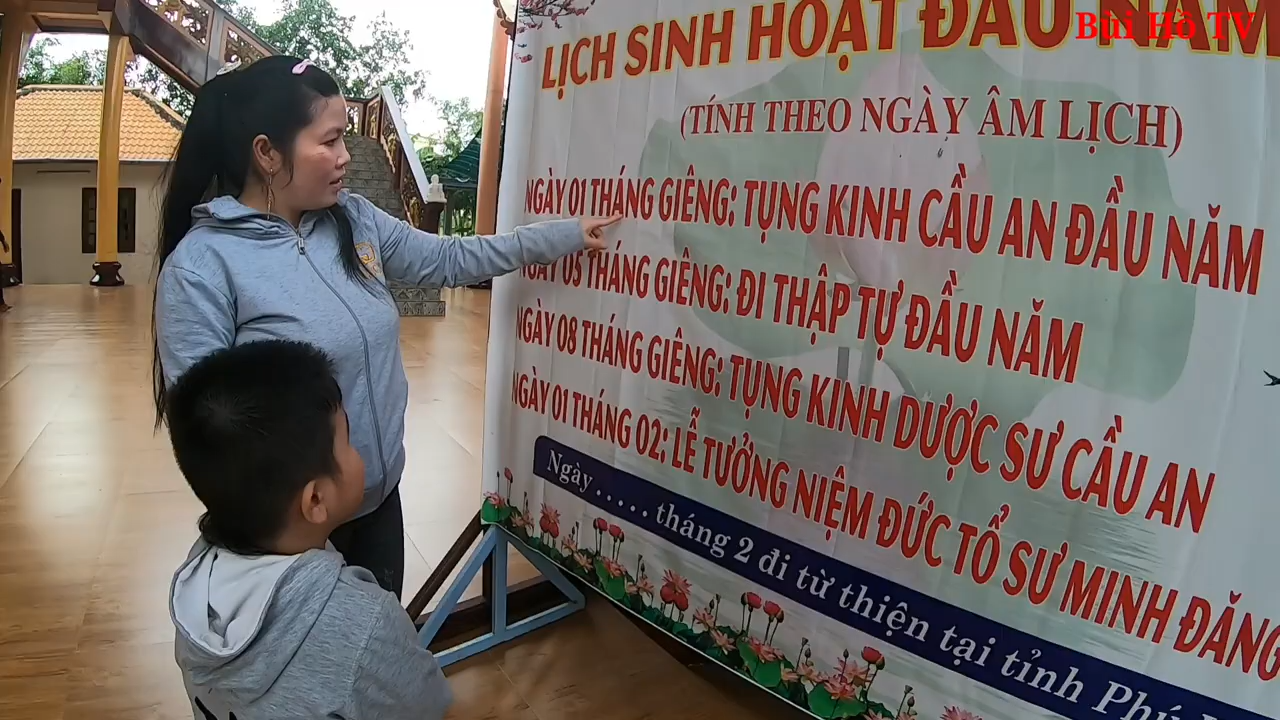 Bùi Hồ TV
LỊCH SINH HOẠT ĐẦU NĂM
(TÍNH THEO NGÀY ÂM LỊCH)
NGÀY 01 THÁNG GIÊNG: TỤNG KINH CẦU AN ĐẦU NĂM
NGÀY 05 THÁNG GIÊNG: ĐI THẬP TỰ ĐẦU NĂM
NGÀY 08 THÁNG GIÊNG: TỤNG KINH DƯỢC SƯ CẦU AN
NGÀY 01 THÁNG 02: LỄ TƯỞNG NIỆM ĐỨC TỔ SƯ MINH ĐĂNG
Ngày ..... tháng 2 đi từ thiện tại tỉnh